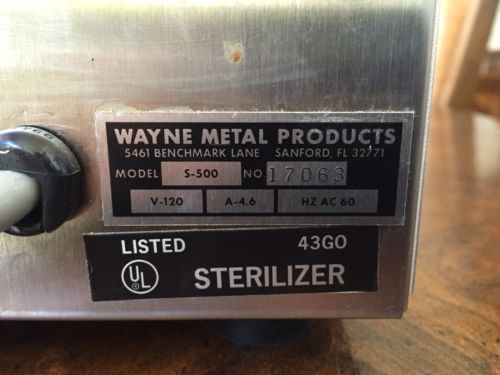 WAYNE METAL PRODUCTS
5461 BENCHMARK LANE SANFORD, FL 32771
MODEL S-500 NO. 17063
V-120 A-4.6 HZ AC 60
LISTED 43G0
UL ®
STERILIZER